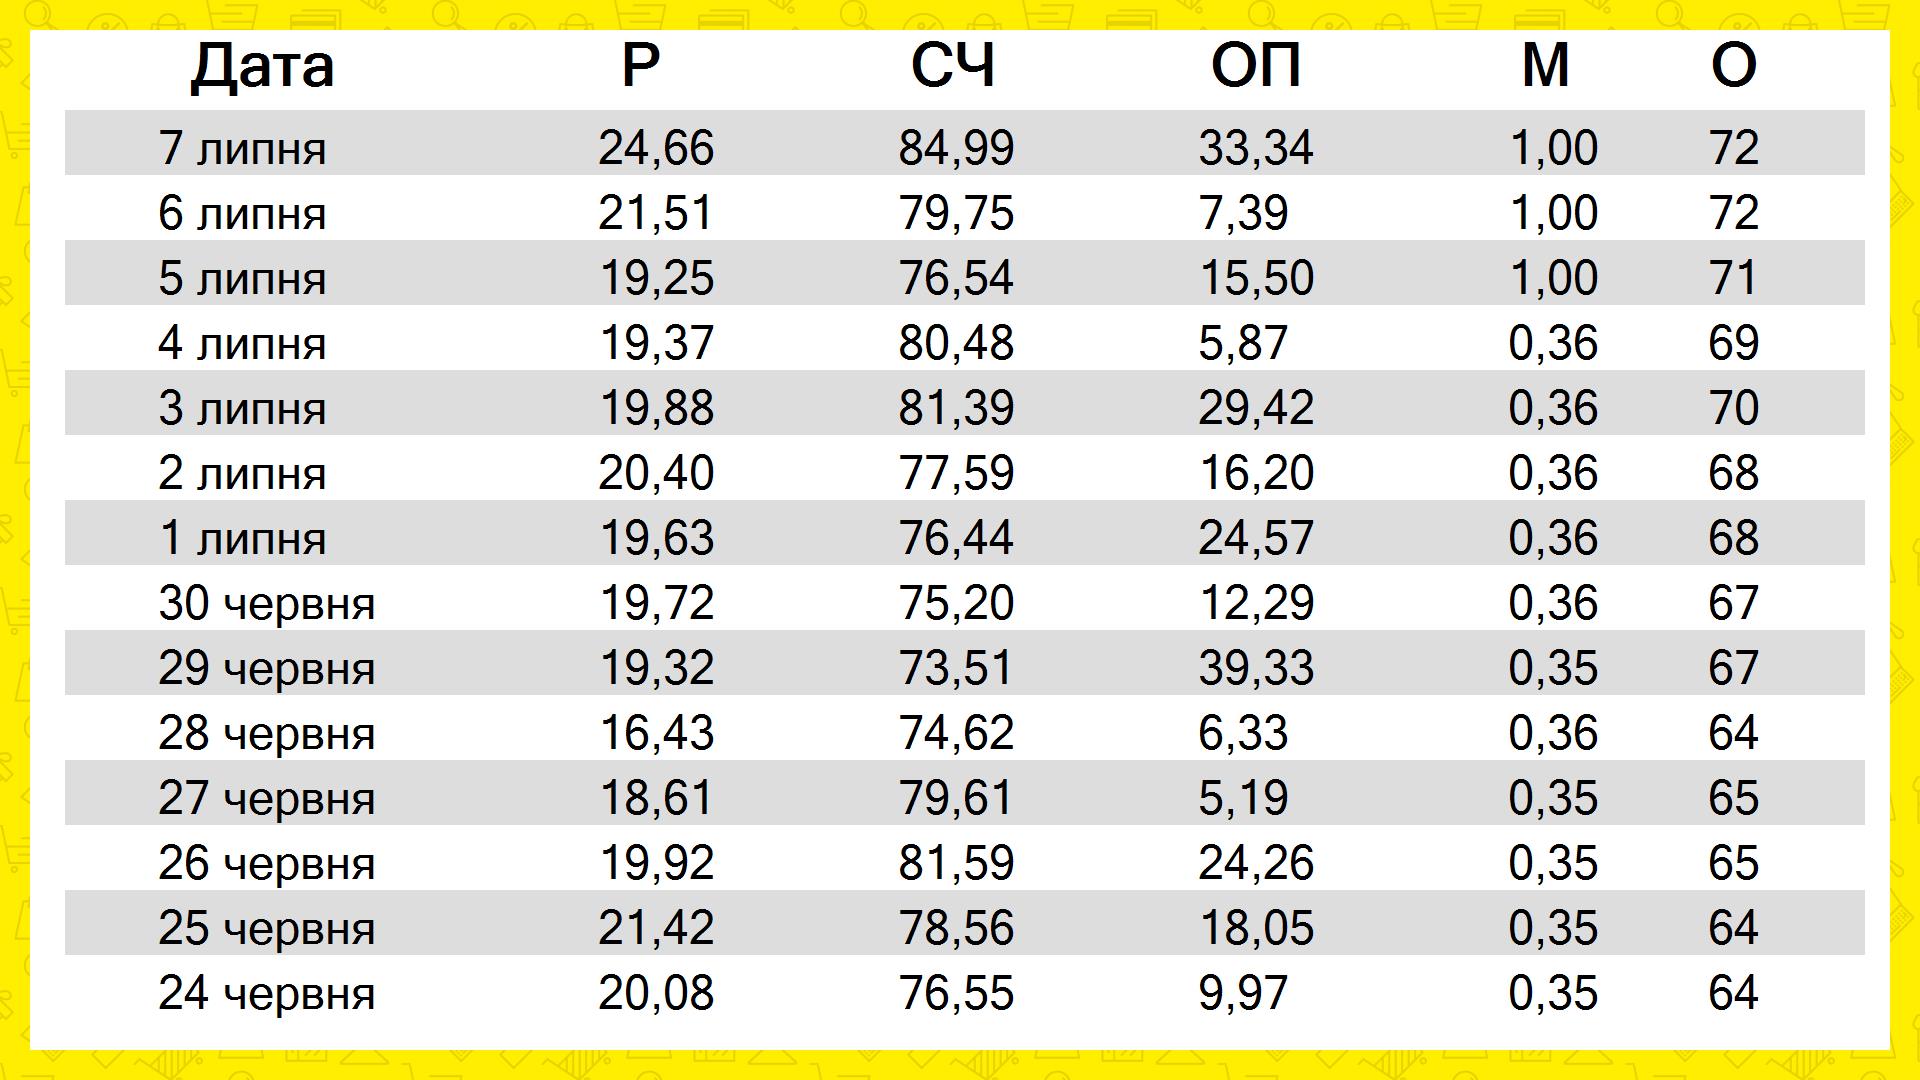 Дата Р СЧ ОП М О
7 липня 24,66 84,99 33,34 1,00 72
6 липня 21,51 79,75 7,39 1,00 72
5 липня 19,25 76,54 15,50 1,00 71
4 липня 19,37 80,48 5,87 0,36 69
3 липня 19,88 81,39 29,42 0,36 70
2 липня 20,40 77,59 16,20 0,36 68
1 липня 19,63 76,44 24,57 0,36 68
30 червня 19,72 75,20 12,29 0,36 67
29 червня 19,32 73,51 39,33 0,35 67
28 червня 16,43 74,62 6,33 0,36 64
27 червня 18,61 79,61 5,19 0,35 65
26 червня 19,92 81,59 24,26 0,35 65
25 червня 21,42 78,56 18,05 0,35 64
24 червня 20,08 76,55 9,97 0,35 64